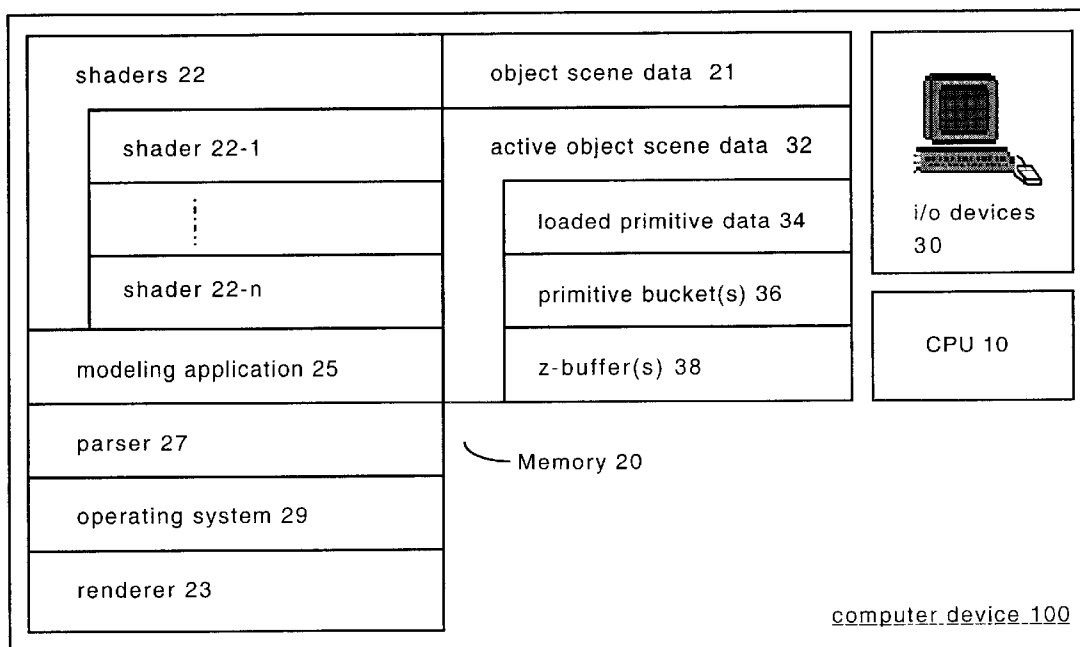 shaders 22
shader 22-1
shader 22-n
modeling application 25
parser 27
operating system 29
renderer 23
object scene data 21
active object scene data 32
loaded primitive data 34
primitive bucket(s) 36
z-buffer(s) 38
Memory 20
i/o devices
30
CPU 10
computer device 100